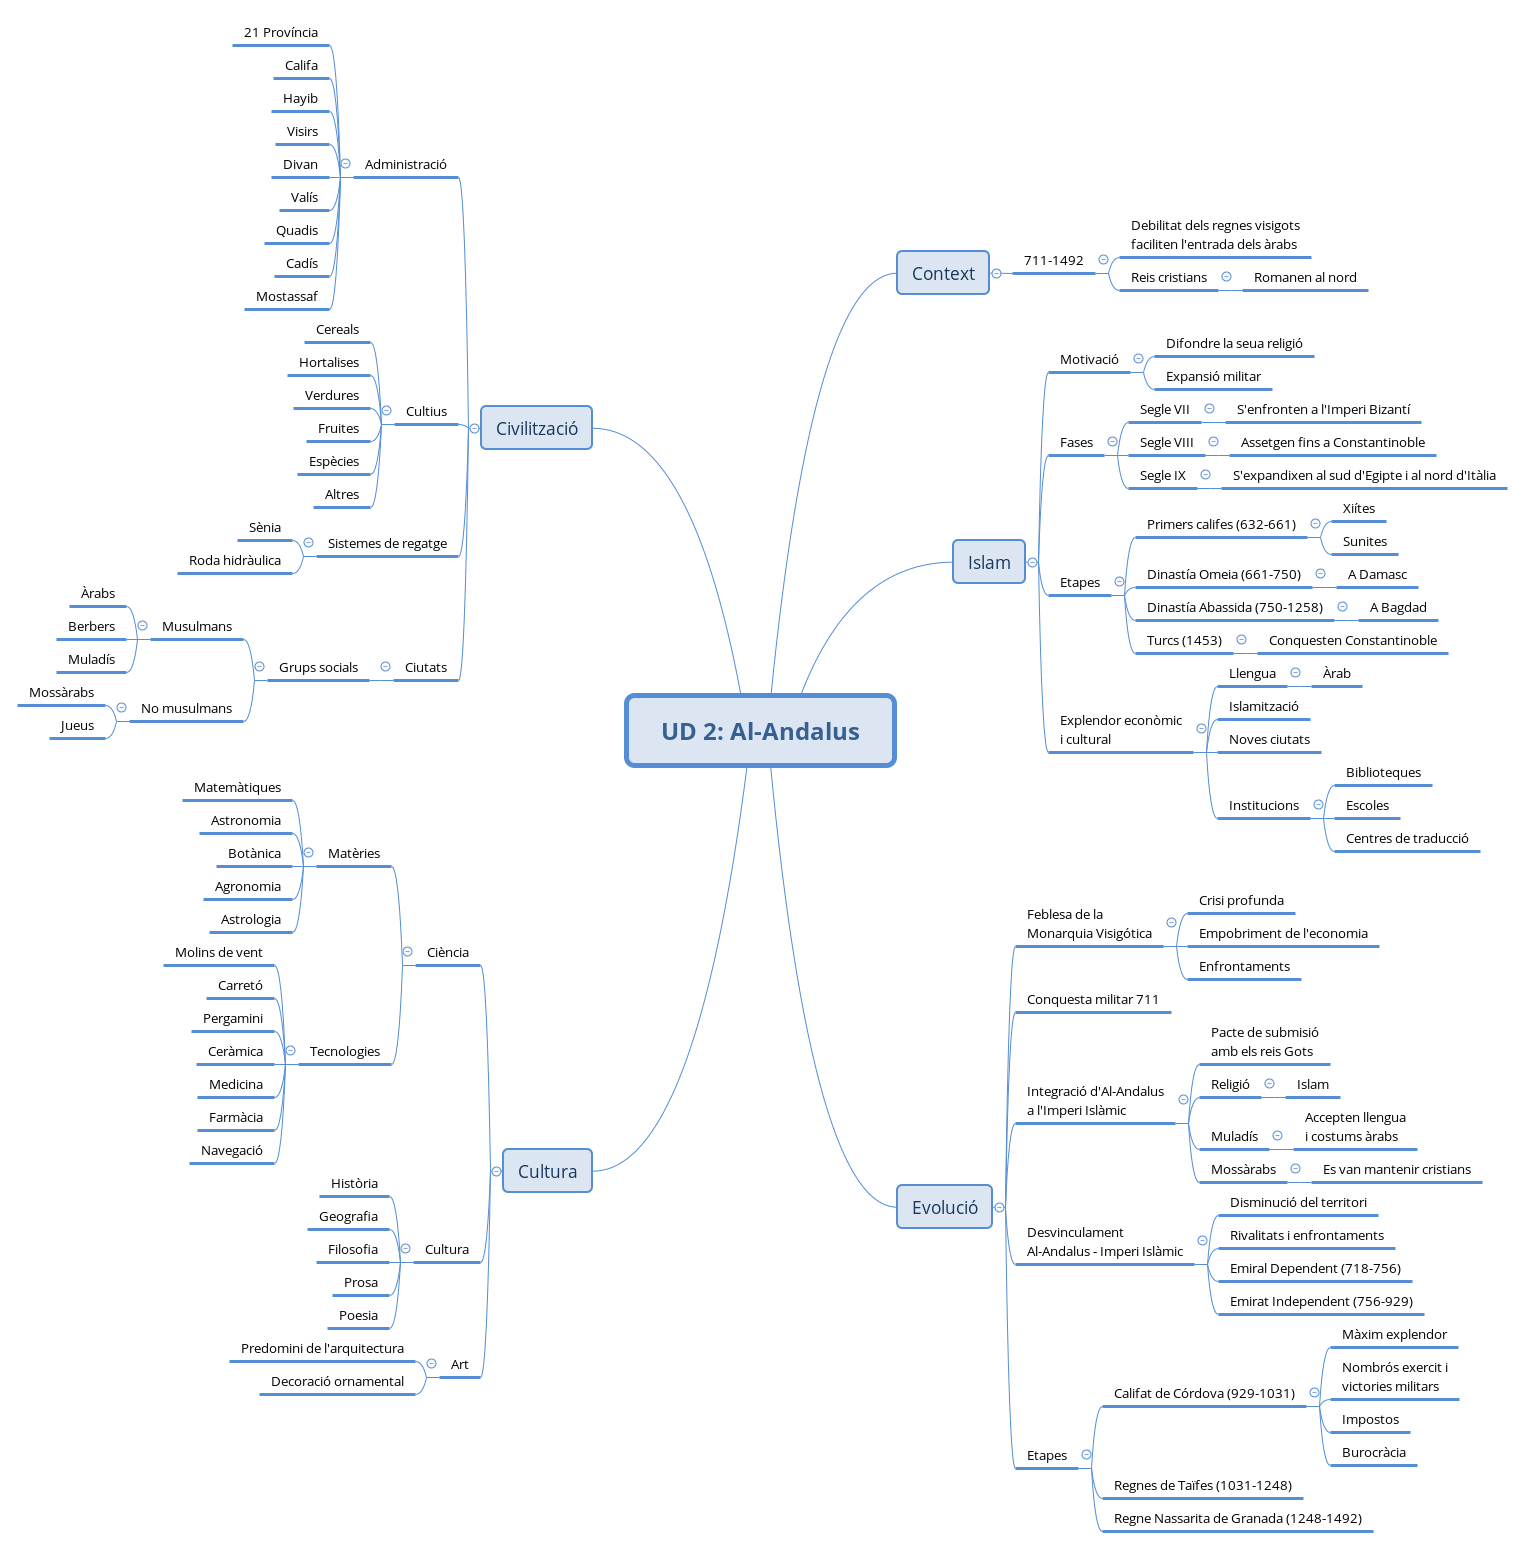 UD 2: Al-Andalus
Context
711-1492
Debilitat dels regnes visigots
faciliten l'entrada dels àrabs
Reis cristians
Romanen al nord
Islam
Motivació
Difondre la seua religió
Expansió militar
Fases
Segle VII
S'enfronten a l'Imperi Bizantí
Segle VIII
Assetgen fins a Constantinoble
Segle IX
S'expandixen al sud d'Egipte i al nord d'Itàlia
Etapes
Primers califes (632-661)
Xiítes
Sunites
Dinastía Omeia (661-750)
A Damasc
Dinastía Abassida (750-1258)
A Bagdad
Turcs (1453)
Conquesten Constantinoble
Explendor econòmic
i cultural
Llengua
Àrab
Islamització
Noves ciutats
Institucions
Biblioteques
Escoles
Centres de traducció
Evolució
Feblesa de la
Monarquia Visigótica
Crisi profunda
Empobriment de l'economia
Enfrontaments
Conquesta militar 711
Integració d'Al-Andalus
a l'Imperi Islàmic
Pacte de submisió
amb els reis Gots
Religió
Islam
Muladís
Accepten llengua
i costums àrabs
Mossàrabs
Es van mantenir cristians
Desvinculament
Al-Andalus - Imperi Islàmic
Disminució del territori
Rivalitats i enfrontaments
Emiral Dependent (718-756)
Emirat Independent (756-929)
Etapes
Califat de Córdova (929-1031)
Màxim explendor
Nombrós exercit i
victories militars
Impostos
Burocràcia
Regnes de Taïfes (1031-1248)
Regne Nassarita de Granada (1248-1492)
Civilització
Administració
21 Província
Califa
Hayib
Visirs
Divan
Valís
Quadis
Cadís
Mostassaf
Cultius
Cereals
Hortalises
Verdures
Fruites
Espècies
Altres
Sistemes de regatge
Sènia
Roda hidràulica
Ciutats
Grups socials
Musulmans
Àrabs
Berbers
Muladís
No musulmans
Mossàrabs
Jueus
Cultura
Ciència
Matèries
Matemàtiques
Astronomia
Botànica
Agronomia
Astrologia
Tecnologies
Molins de vent
Carretó
Pergamini
Ceràmica
Medicina
Farmàcia
Navegació
Cultura
Història
Geografia
Filosofia
Prosa
Poesia
Art
Predomini de l'arquitectura
Decoració ornamental